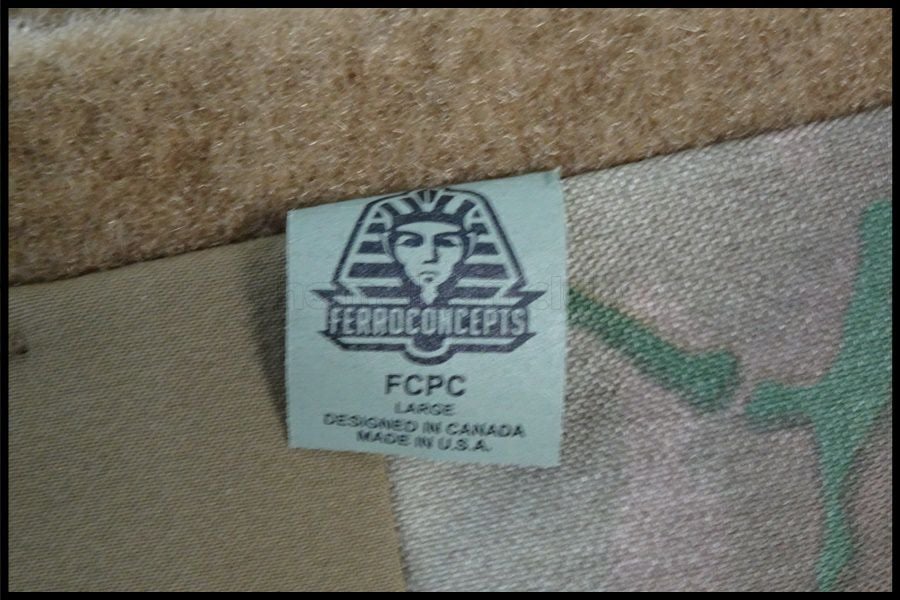 FERROCONCEPTS
FCPC
LARGE
DESIGNED IN CANADA
MADE IN U.S.A.